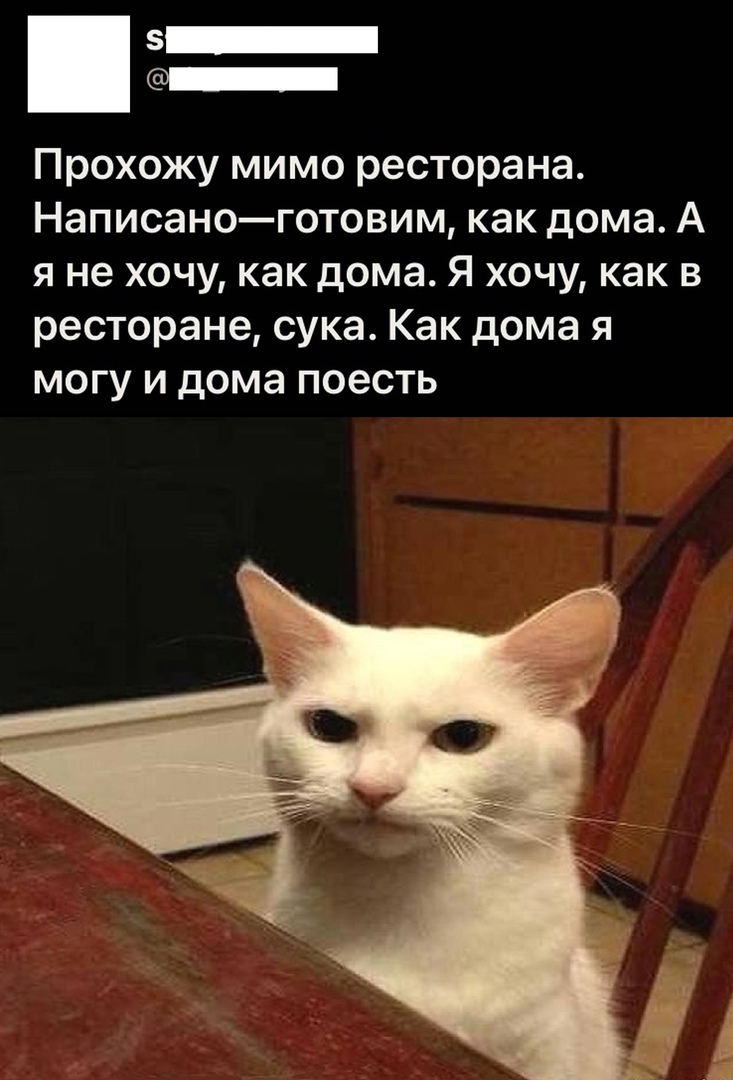 Прохожу мимо ресторана.
Написано—готовим, как дома. А
я не хочу, как дома. Я хочу, как в
ресторане, сука. Как дома я
могу и дома поесть